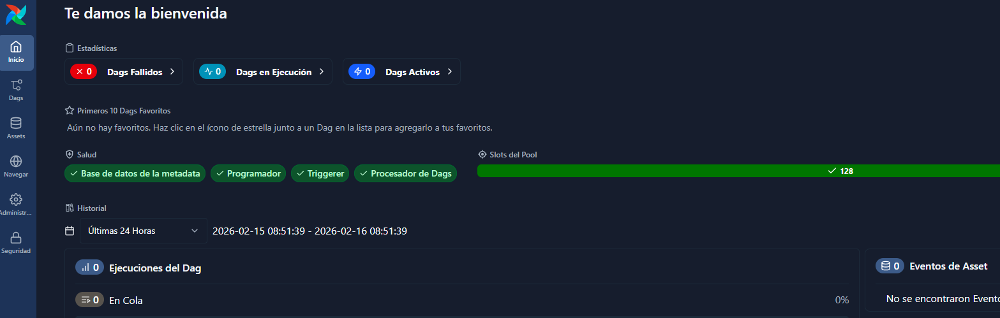 Te damos la bienvenida
Inicio
Dags
Assets
Navegar
Administr...
Seguridad
Estadísticas
0 Dags Fallidos
0 Dags en Ejecución
0 Dags Activos
Primeros 10 Dags Favoritos
Aún no hay favoritos. Haz clic en el ícono de estrella junto a un Dag en la lista para agregarlo a tus favoritos.
Salud
Base de datos de la metadata
Programador
Triggerer
Procesador de Dags
Slots del Pool
128
Historial
Últimas 24 Horas
2026-02-15 08:51:39 - 2026-02-16 08:51:39
0 Ejecuciones del Dag
0 En Cola
0%
0 Eventos de Asset
No se encontraron Evento